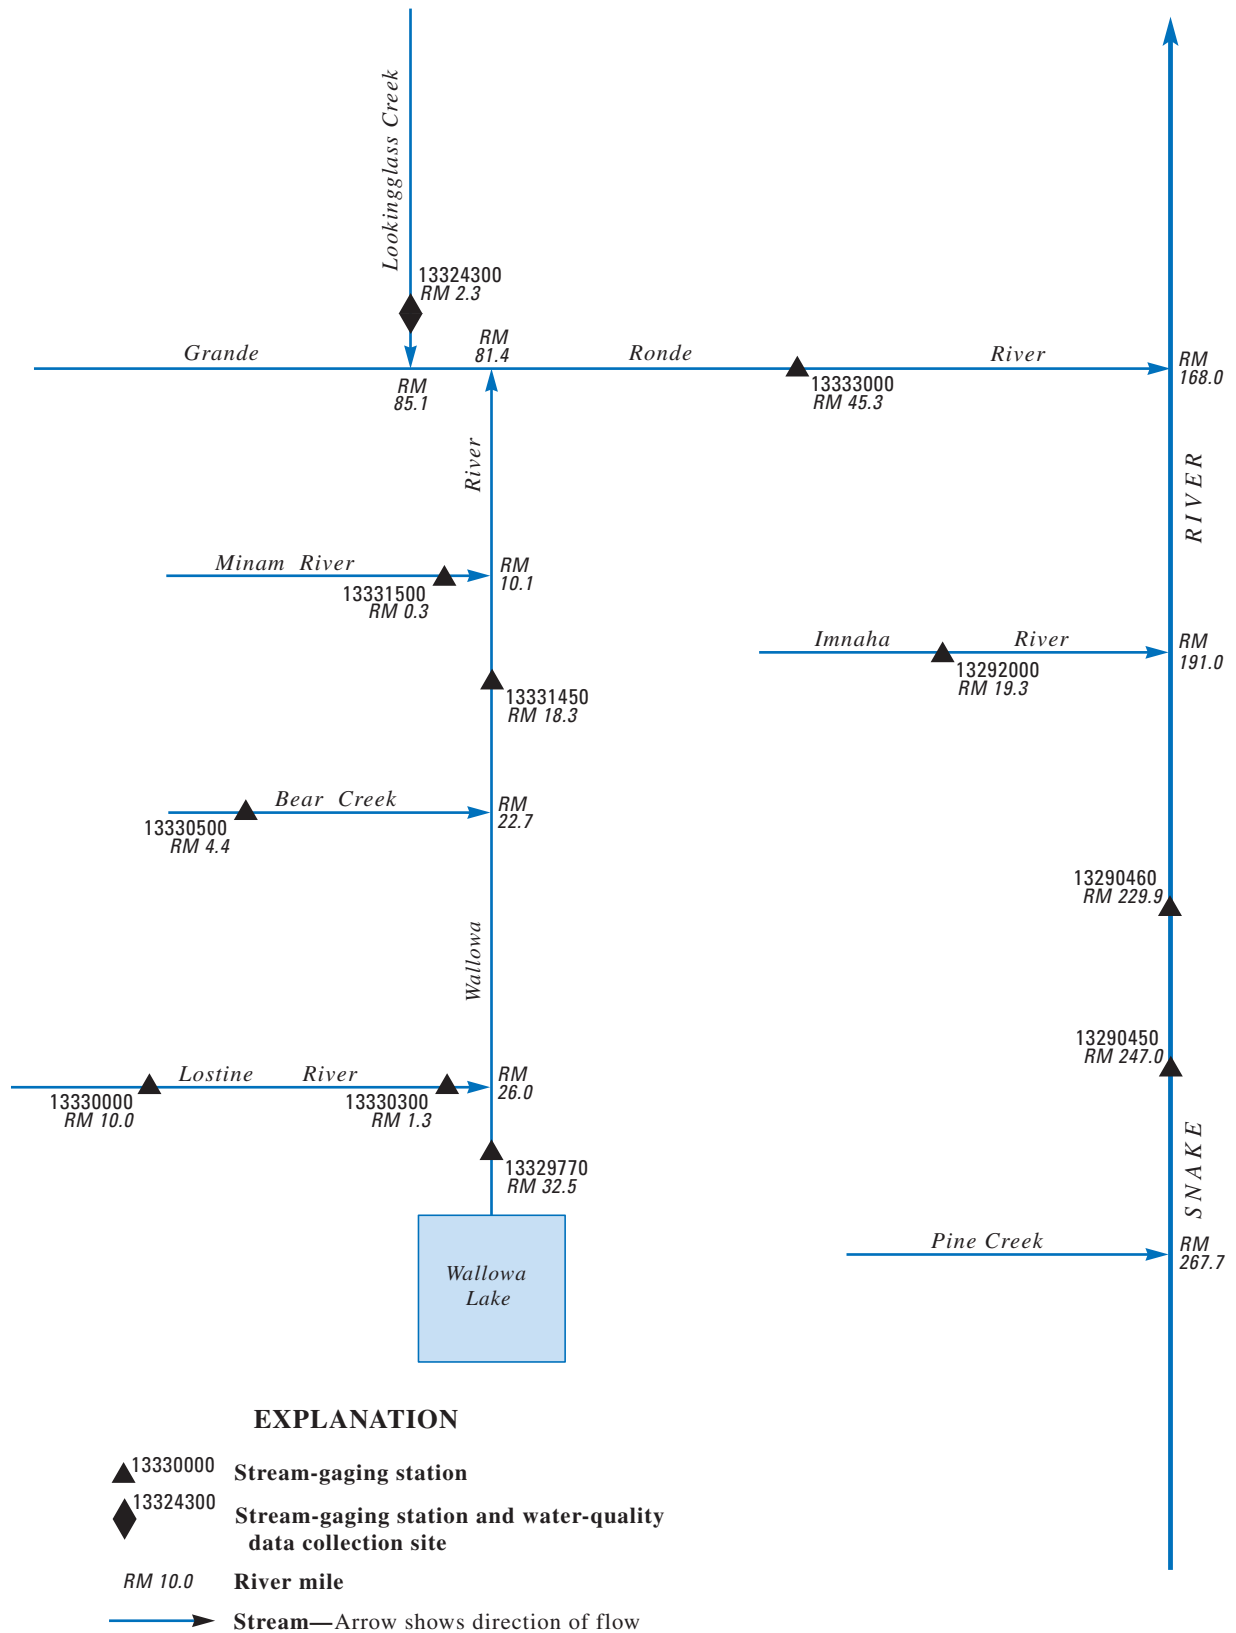 Lookingglass Creek
13324300
RM 2.3
Grande
RM
81.4
Ronde
River
RM
168.0
RM
85.1
13333000
RM 45.3
River
RIVER
Minam River
RM
10.1
13331500
RM 0.3
Imnaha
River
RM
191.0
13292000
RM 19.3
13331450
RM 18.3
Bear Creek
RM
22.7
13330500
RM 4.4
13290460
RM 229.9
Wallowa
13290450
RM 247.0
Lostine
River
RM
26.0
13330000
RM 10.0
13330300
RM 1.3
13329770
RM 32.5
SNAKE
Pine Creek
RM
267.7
Wallowa
Lake
EXPLANATION
13330000 Stream-gaging station
13324300 Stream-gaging station and water-quality
data collection site
RM 10.0 River mile
Stream—Arrow shows direction of flow